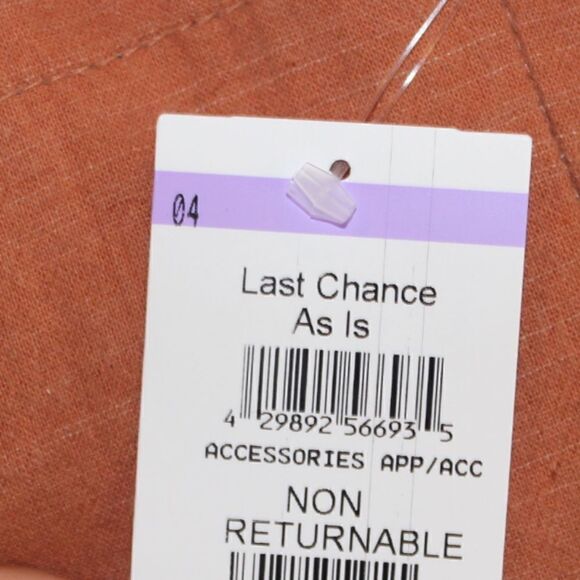 04
Last Chance
As Is
4 29892 56693 5
ACCESSORIES APP/ACC
NON
RETURNABLE